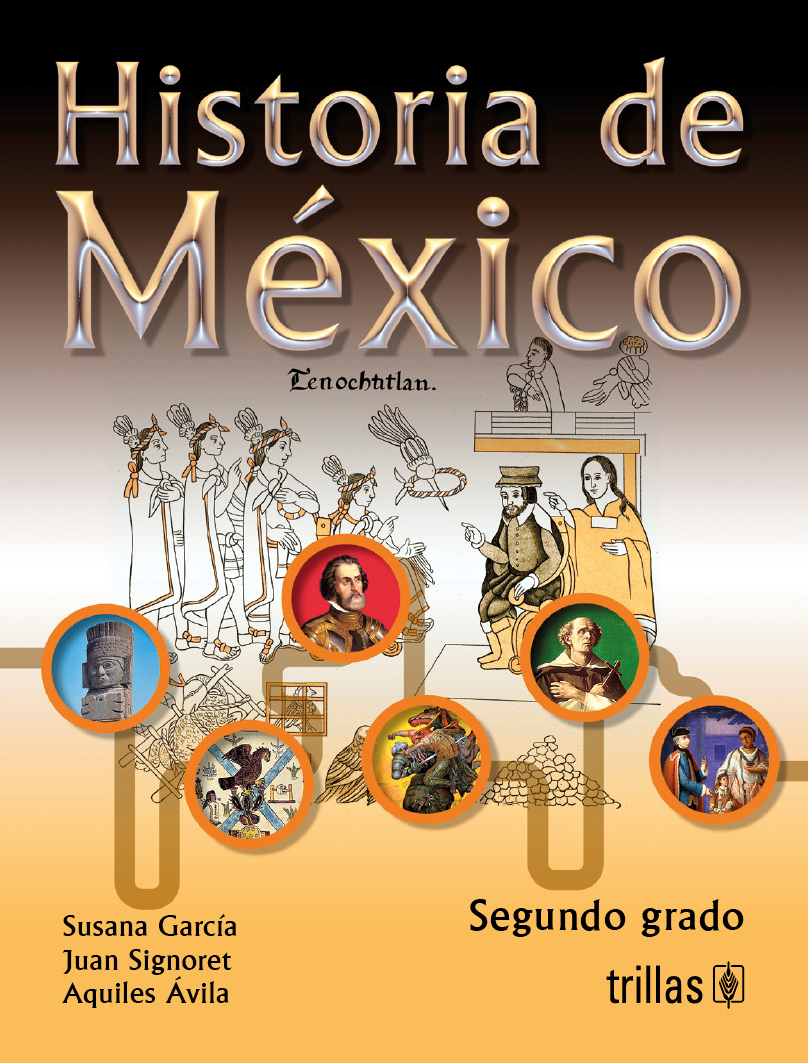 Historia de
México
Tenochtitlan.
Susana García
Juan Signoret
Aquiles Ávila
Segundo grado
trillas